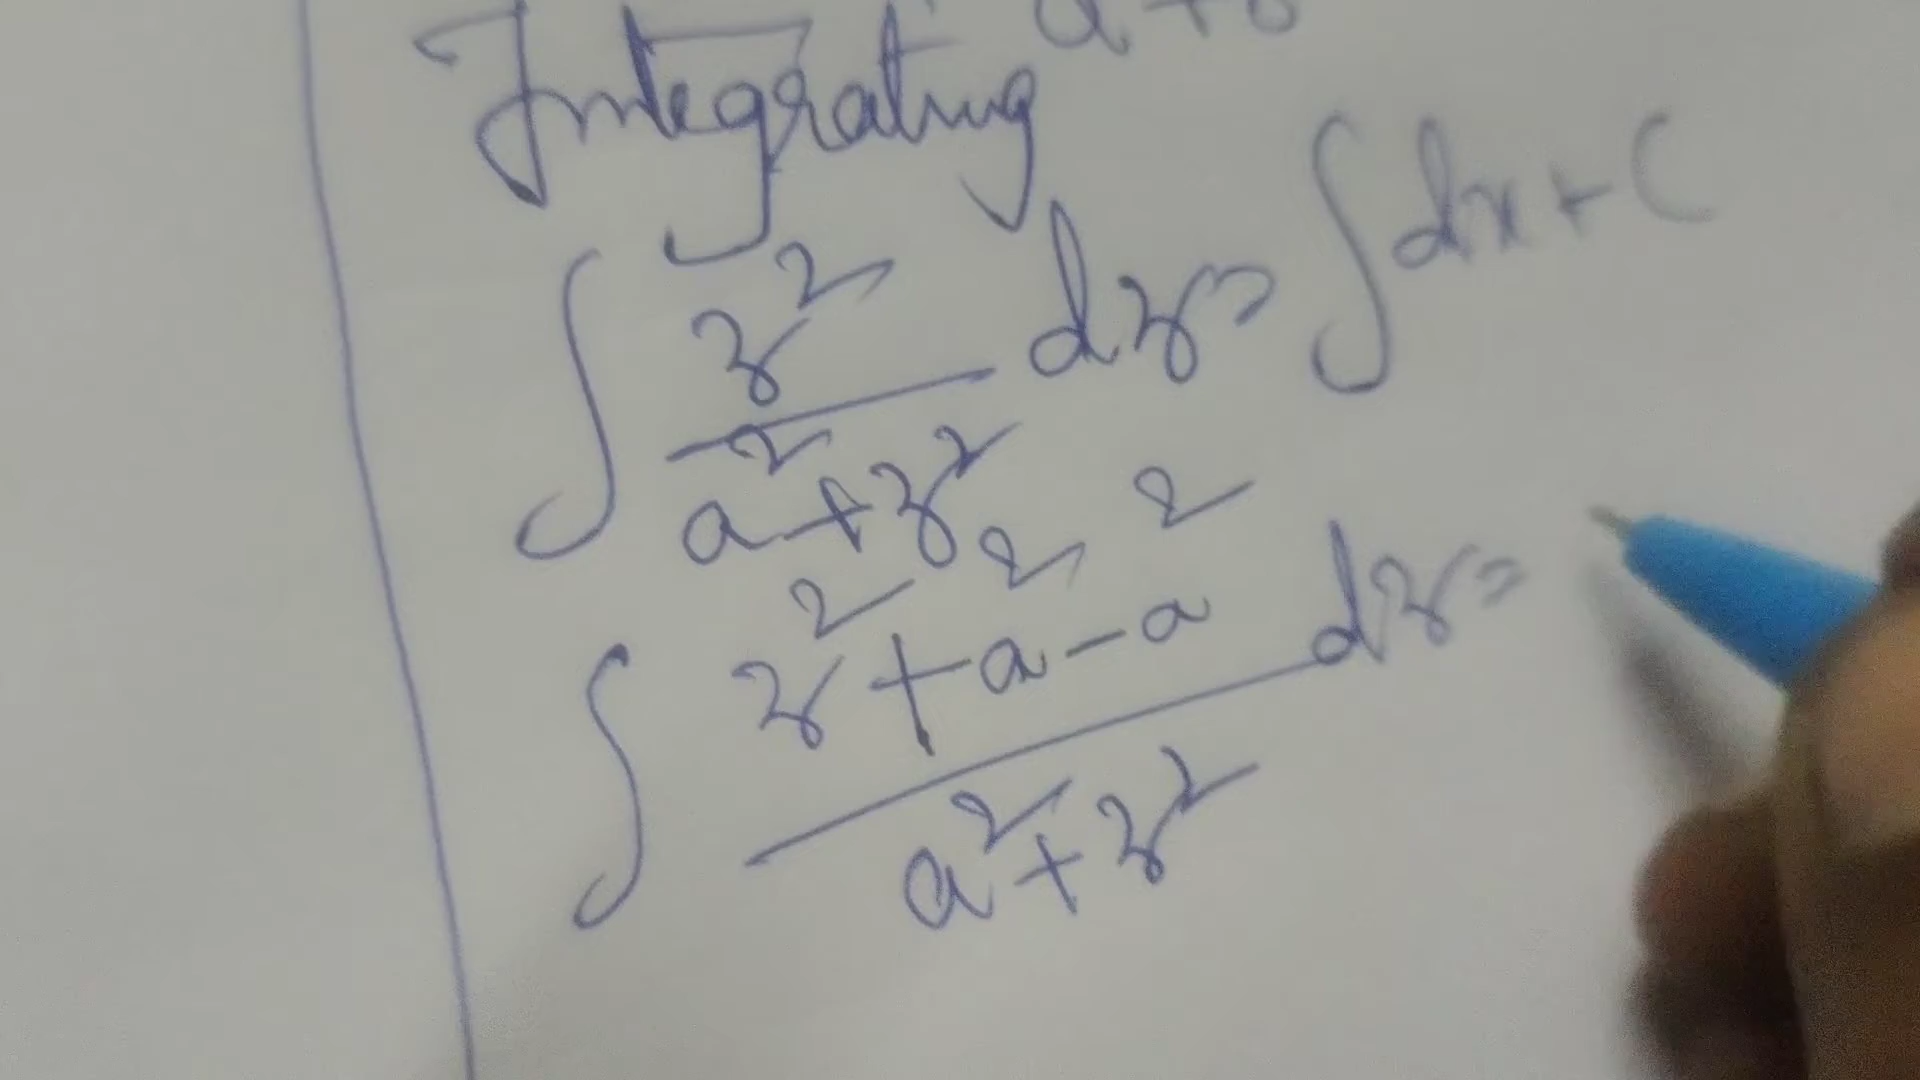 a + 
Integrating
∫ z² / (a² + z²) dz = ∫ dx + C
∫ (z² + a² - a²) / (a² + z²) dz =